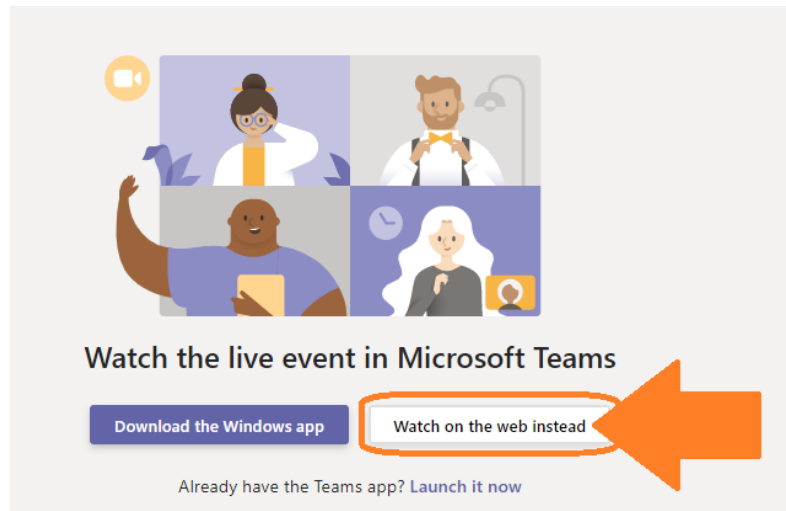 Watch the live event in Microsoft Teams
Download the Windows app
Watch on the web instead
Already have the Teams app? Launch it now